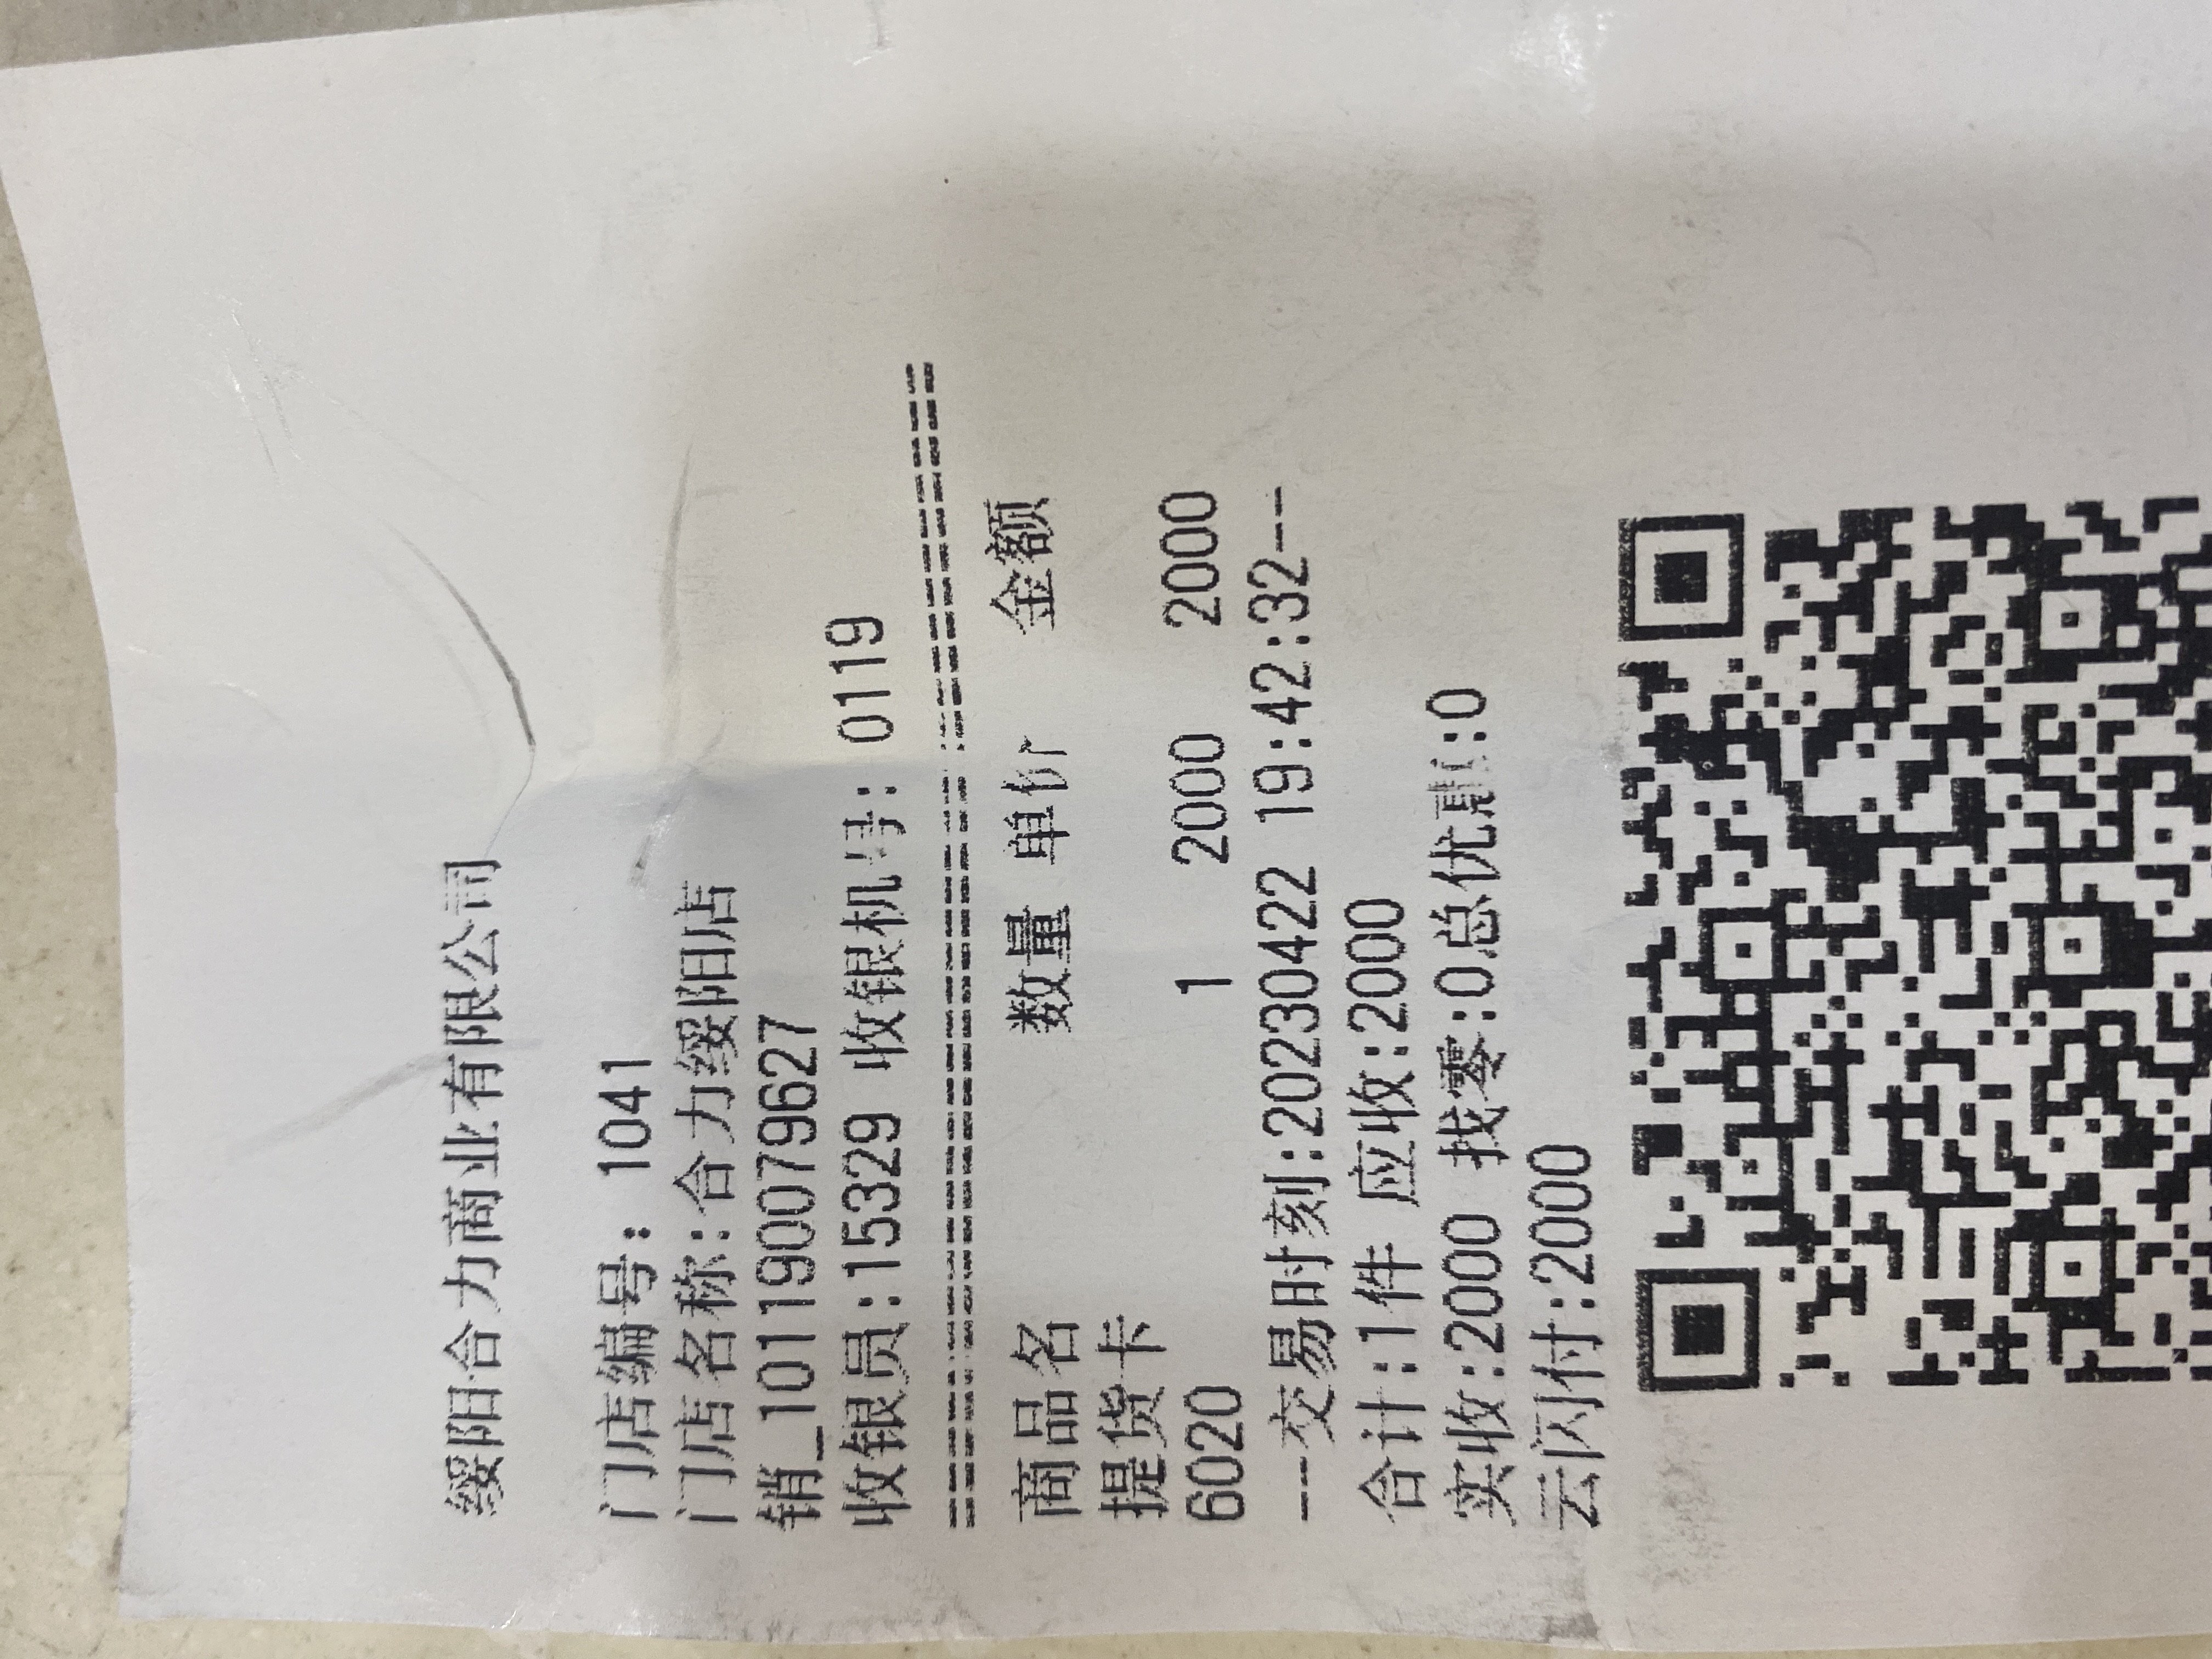 绥阳合力商业有限公司
门店编号: 1041
门店名称:合力绥阳店
销_101190079627
收银员:15329 收银机号: 0119
==================================
商品名 数量 单价 金额
提货卡
6020 1 2000 2000
--交易时刻:20230422 19:42:32--
合计:1件 应收:2000
实收:2000 找零:0总优惠:0
云闪付:2000